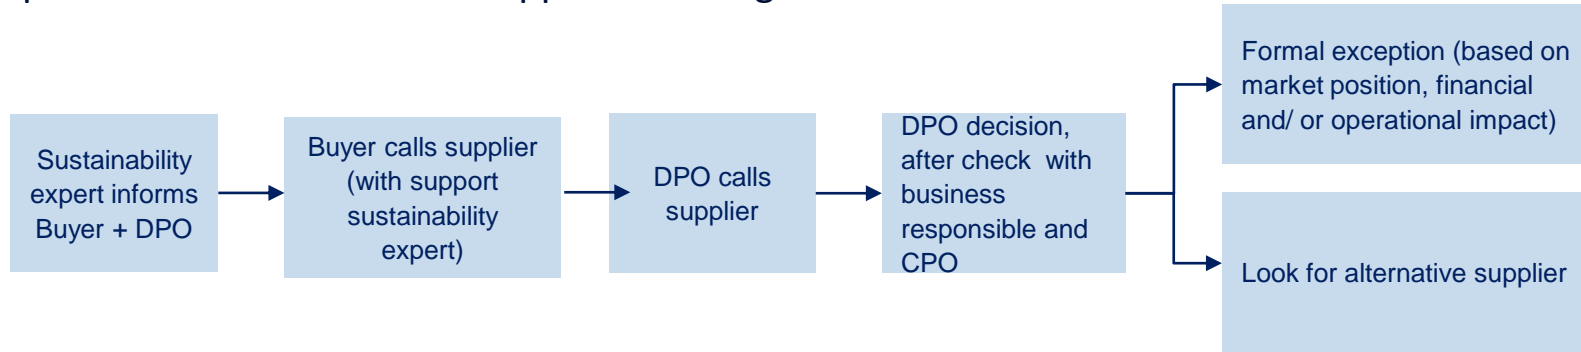 Sustainability
expert informs
Buyer + DPO
Buyer calls supplier
(with support
sustainability
expert)
DPO calls
supplier
DPO decision,
after check with
business
responsible and
CPO
Formal exception (based on
market position, financial
and/ or operational impact)
Look for alternative supplier